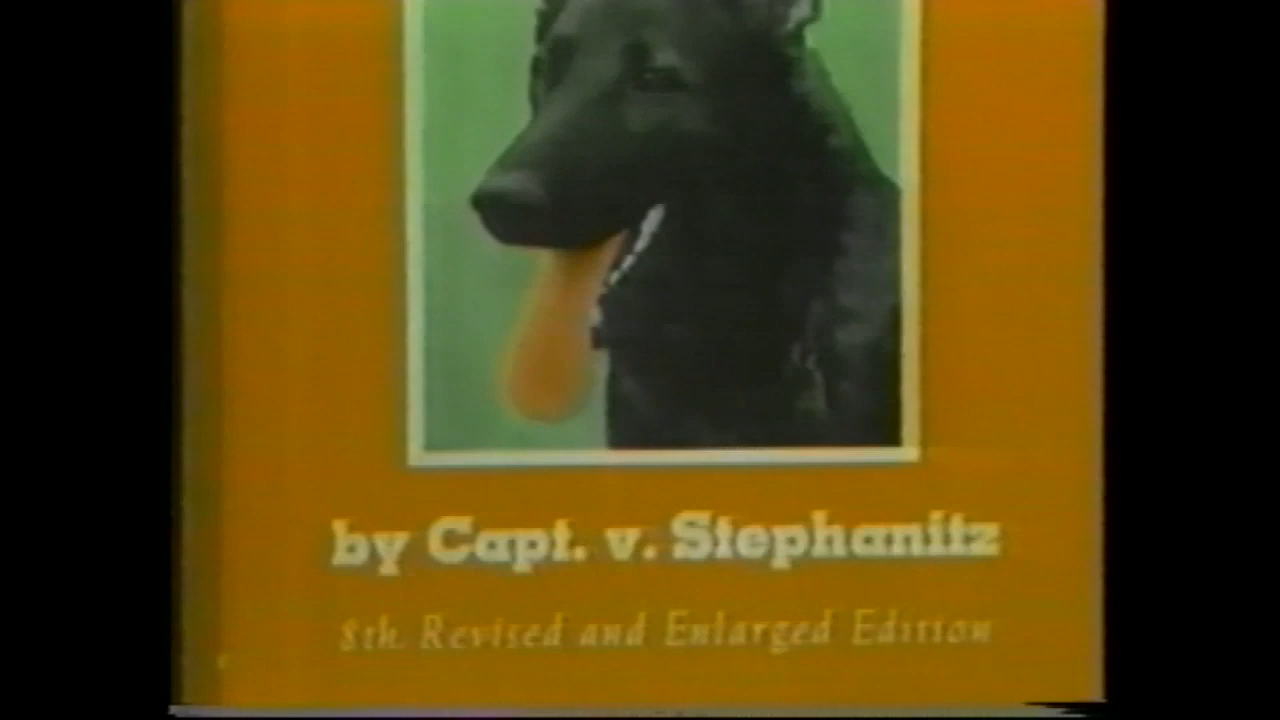 by Capt. v. Stephanitz
8th. Revised and Enlarged Edition